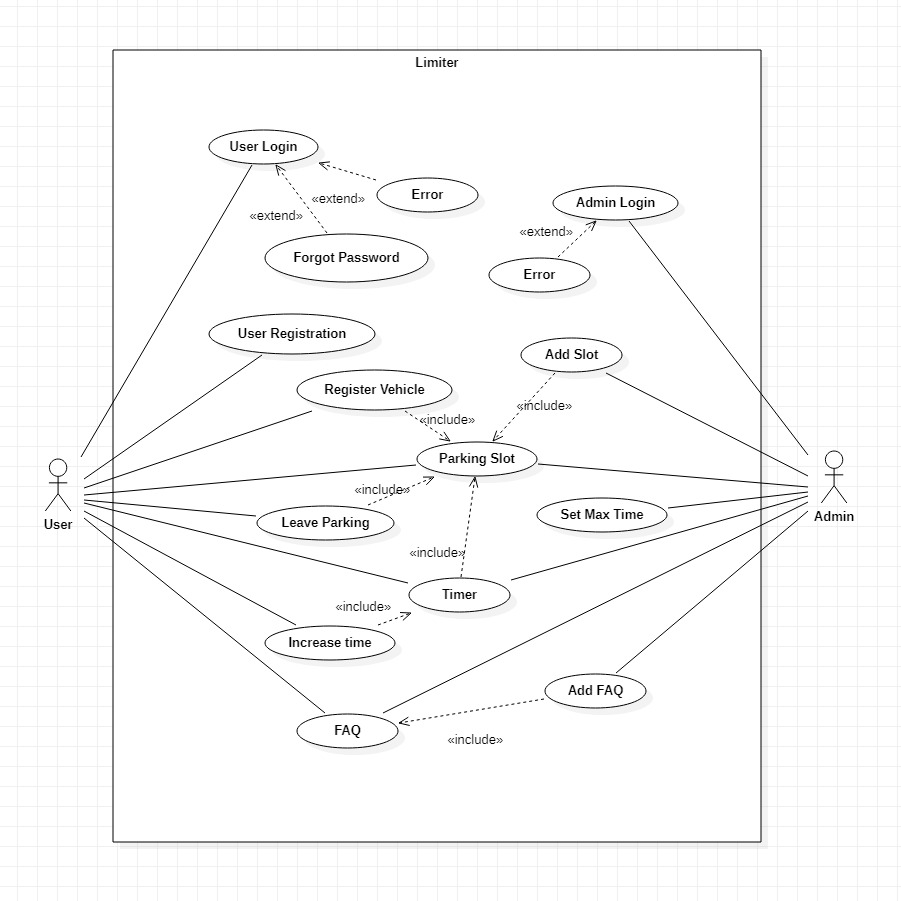 Limiter
User Login
Error
«extend»
«extend»
Forgot Password
Admin Login
«extend»
Error
User Registration
Add Slot
Register Vehicle
«include»
«include»
Parking Slot
«include»
Leave Parking
Set Max Time
User
Admin
«include»
Timer
«include»
Increase time
Add FAQ
FAQ
«include»